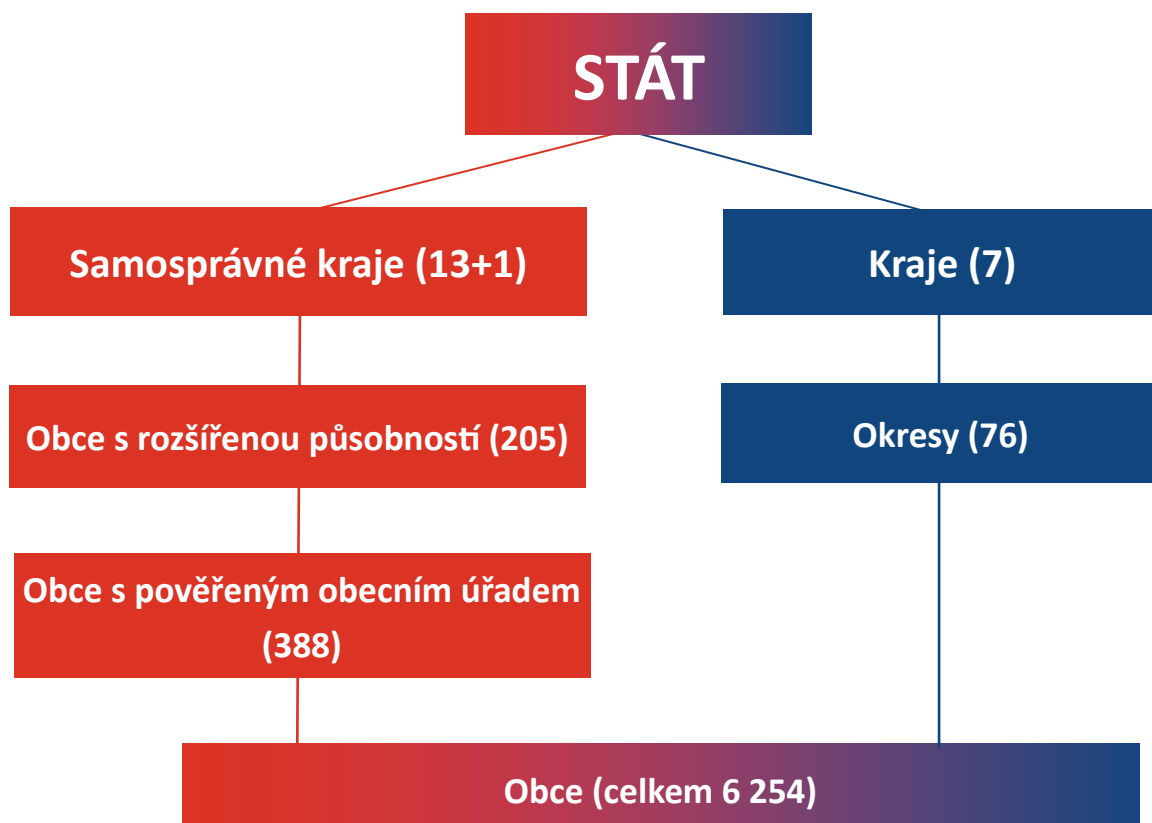 STÁT
Samosprávné kraje (13+1)
Kraje (7)
Obce s rozšířenou působností (205)
Okresy (76)
Obce s pověřeným obecním úřadem
(388)
Obce (celkem 6 254)